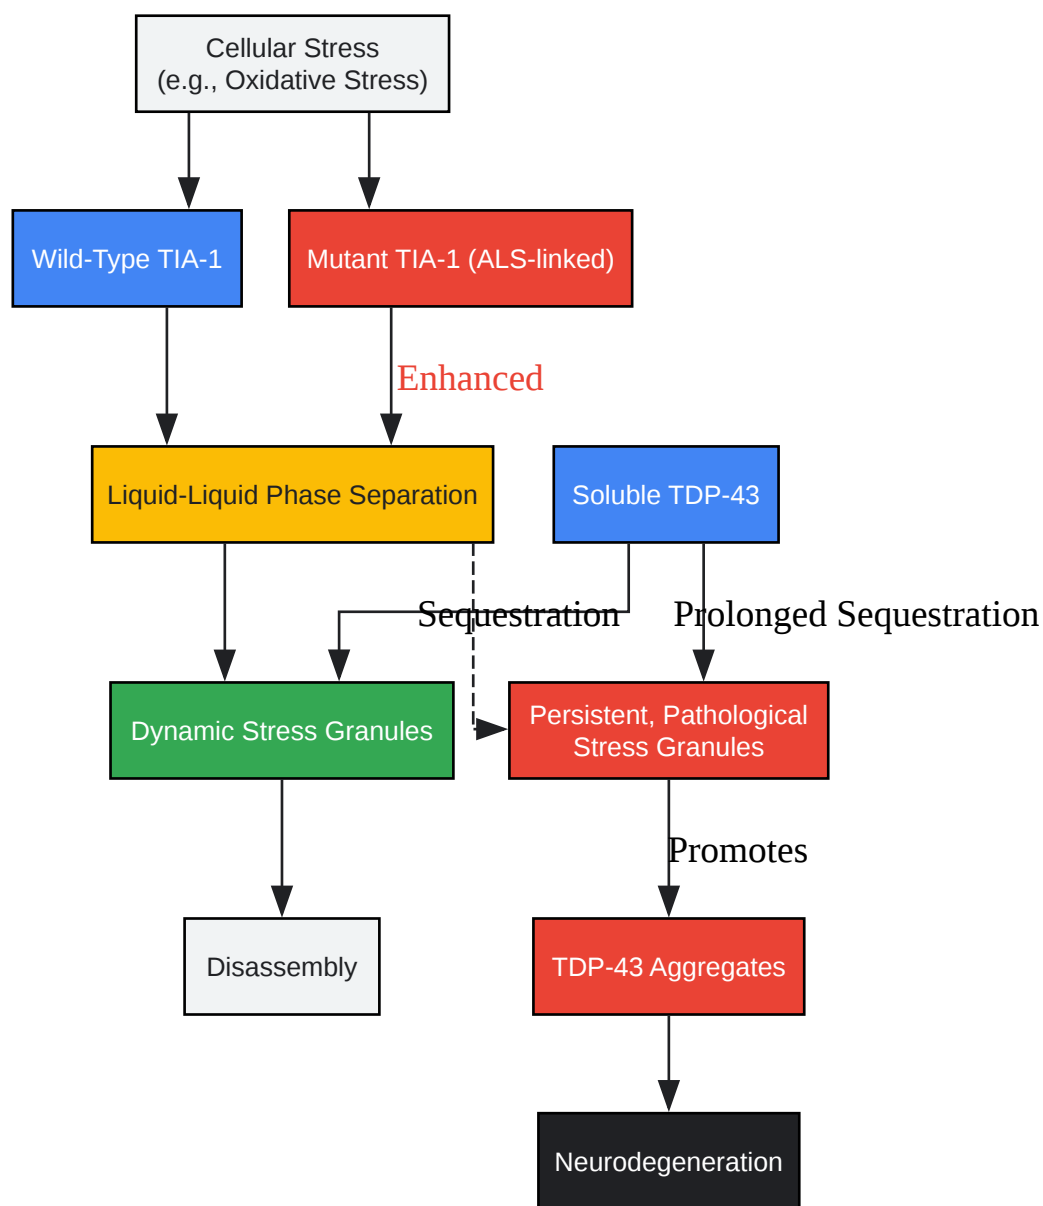 Cellular Stress
(e.g., Oxidative Stress)
Wild-Type TIA-1
Mutant TIA-1 (ALS-linked)
Enhanced
Liquid-Liquid Phase Separation
Soluble TDP-43
Sequestration
Prolonged Sequestration
Dynamic Stress Granules
Persistent, Pathological
Stress Granules
Promotes
Disassembly
TDP-43 Aggregates
Neurodegeneration